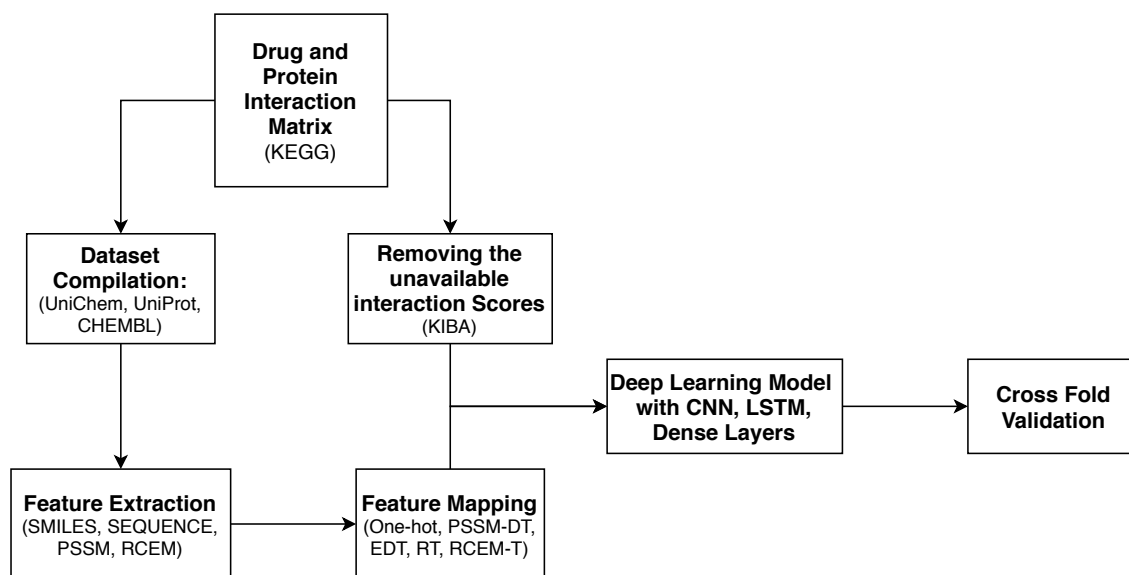 Drug and
Protein
Interaction
Matrix
(KEGG)
Dataset
Compilation:
(UniChem, UniProt,
CHEMBL)
Removing the
unavailable
interaction Scores
(KIBA)
Deep Learning Model
with CNN, LSTM,
Dense Layers
Cross Fold
Validation
Feature Extraction
(SMILES, SEQUENCE,
PSSM, RCEM)
Feature Mapping
(One-hot, PSSM-DT,
EDT, RT, RCEM-T)